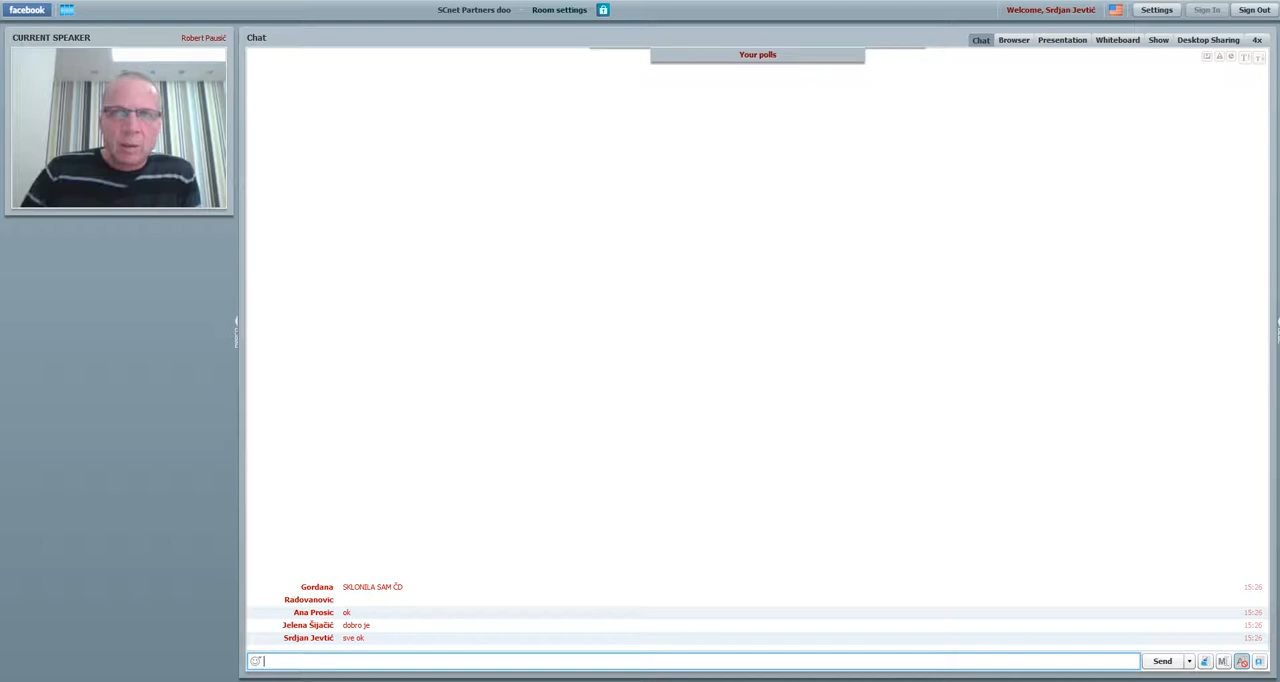 facebook
SCnet Partners doo
Room settings
Welcome, Srdjan Jevtić
Settings
Sign In
Sign Out
CURRENT SPEAKER
Robert Pausić
Chat
Chat
Browser
Presentation
Whiteboard
Show
Desktop Sharing
4x
Your polls
Gordana Radovanovic
SKLONILA SAM ČD
15:26
Ana Prosic
ok
15:26
Jelena Šijačić
dobro je
15:26
Srdjan Jevtić
sve ok
15:26
Send